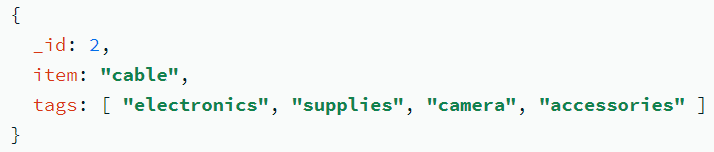 {
  _id: 2,
  item: "cable",
  tags: [ "electronics", "supplies", "camera", "accessories" ]
}